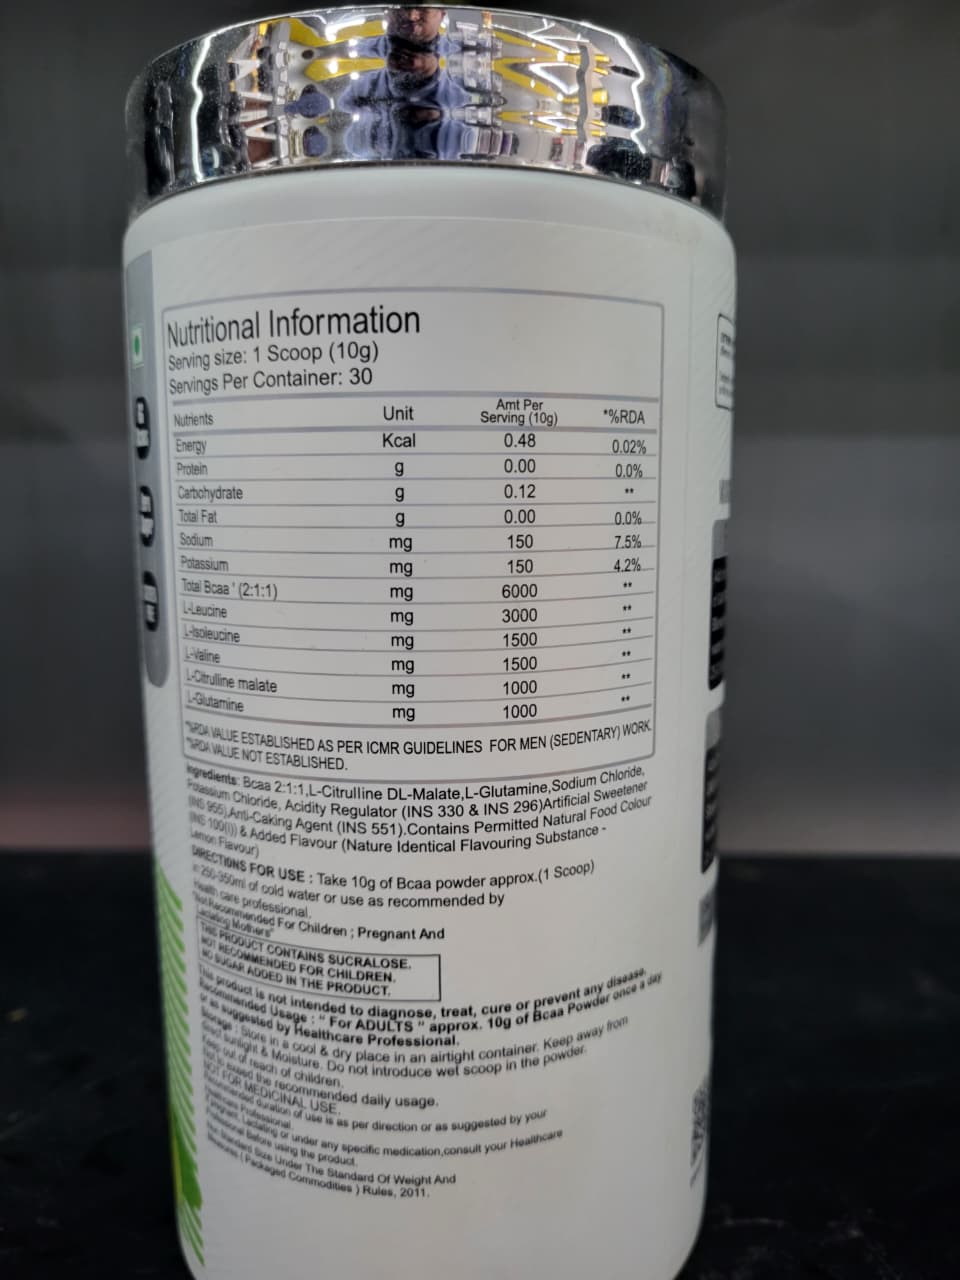 Nutritional Information
Serving size: 1 Scoop (10g)
Servings Per Container: 30
Nutrients Unit Amt Per Serving (10g) *%RDA
Energy Kcal 0.48 0.02%
Protein g 0.00 0.0%
Carbohydrate g 0.12 **
Total Fat g 0.00 0.0%
Sodium mg 150 7.5%
Potassium mg 150 4.2%
Total Bcaa ' (2:1:1) mg 6000 **
L-Leucine mg 3000 **
L-Isoleucine mg 1500 **
L-Valine mg 1500 **
L-Citrulline malate mg 1000 **
L-Glutamine mg 1000 **
*%RDA VALUE ESTABLISHED AS PER ICMR GUIDELINES FOR MEN (SEDENTARY) WORK.
**%RDA VALUE NOT ESTABLISHED.
Ingredients: Bcaa 2:1:1,L-Citrulline DL-Malate,L-Glutamine,Sodium Chloride,
Potassium Chloride, Acidity Regulator (INS 330 & INS 296)Artificial Sweetener
(INS 955),Anti-Caking Agent (INS 551).Contains Permitted Natural Food Colour
(INS 100(i)) & Added Flavour (Nature Identical Flavouring Substance -
Lemon Flavour)
DIRECTIONS FOR USE : Take 10g of Bcaa powder approx.(1 Scoop)
in 250-350ml of cold water or use as recommended by
health care professional.
"Not Recommended For Children ; Pregnant And
Lactating Mothers"
THIS PRODUCT CONTAINS SUCRALOSE.
NOT RECOMMENDED FOR CHILDREN.
NO SUGAR ADDED IN THE PRODUCT.
This product is not intended to diagnose, treat, cure or prevent any disease.
Recommended Usage : " For ADULTS " approx. 10g of Bcaa Powder once a day
or as suggested by Healthcare Professional.
Storage : Store in a cool & dry place in an airtight container. Keep away from
direct sunlight & Moisture. Do not introduce wet scoop in the powder.
Keep out of reach of children.
Not to exceed the recommended daily usage.
NOT FOR MEDICINAL USE.
Recommended duration of use is as per direction or as suggested by your
Healthcare Professional.
Pregnant, Lactating or under any specific medication,consult your Healthcare
Professional Before using the product.
Non Standard Size Under The Standard Of Weight And
Measures ( Packaged Commodities ) Rules, 2011.